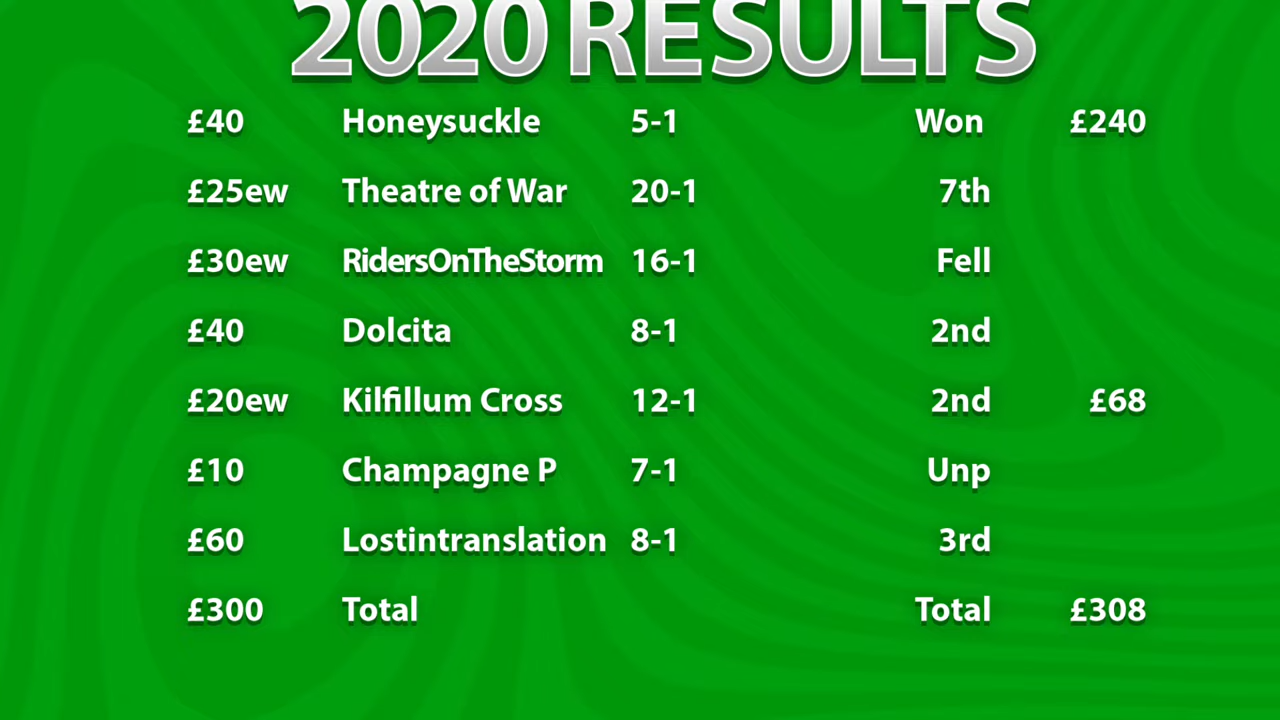 2020 RESULTS
£40 Honeysuckle 5-1 Won £240
£25ew Theatre of War 20-1 7th
£30ew RidersOnTheStorm 16-1 Fell
£40 Dolcita 8-1 2nd
£20ew Kilfillum Cross 12-1 2nd £68
£10 Champagne P 7-1 Unp
£60 Lostintranslation 8-1 3rd
£300 Total Total £308